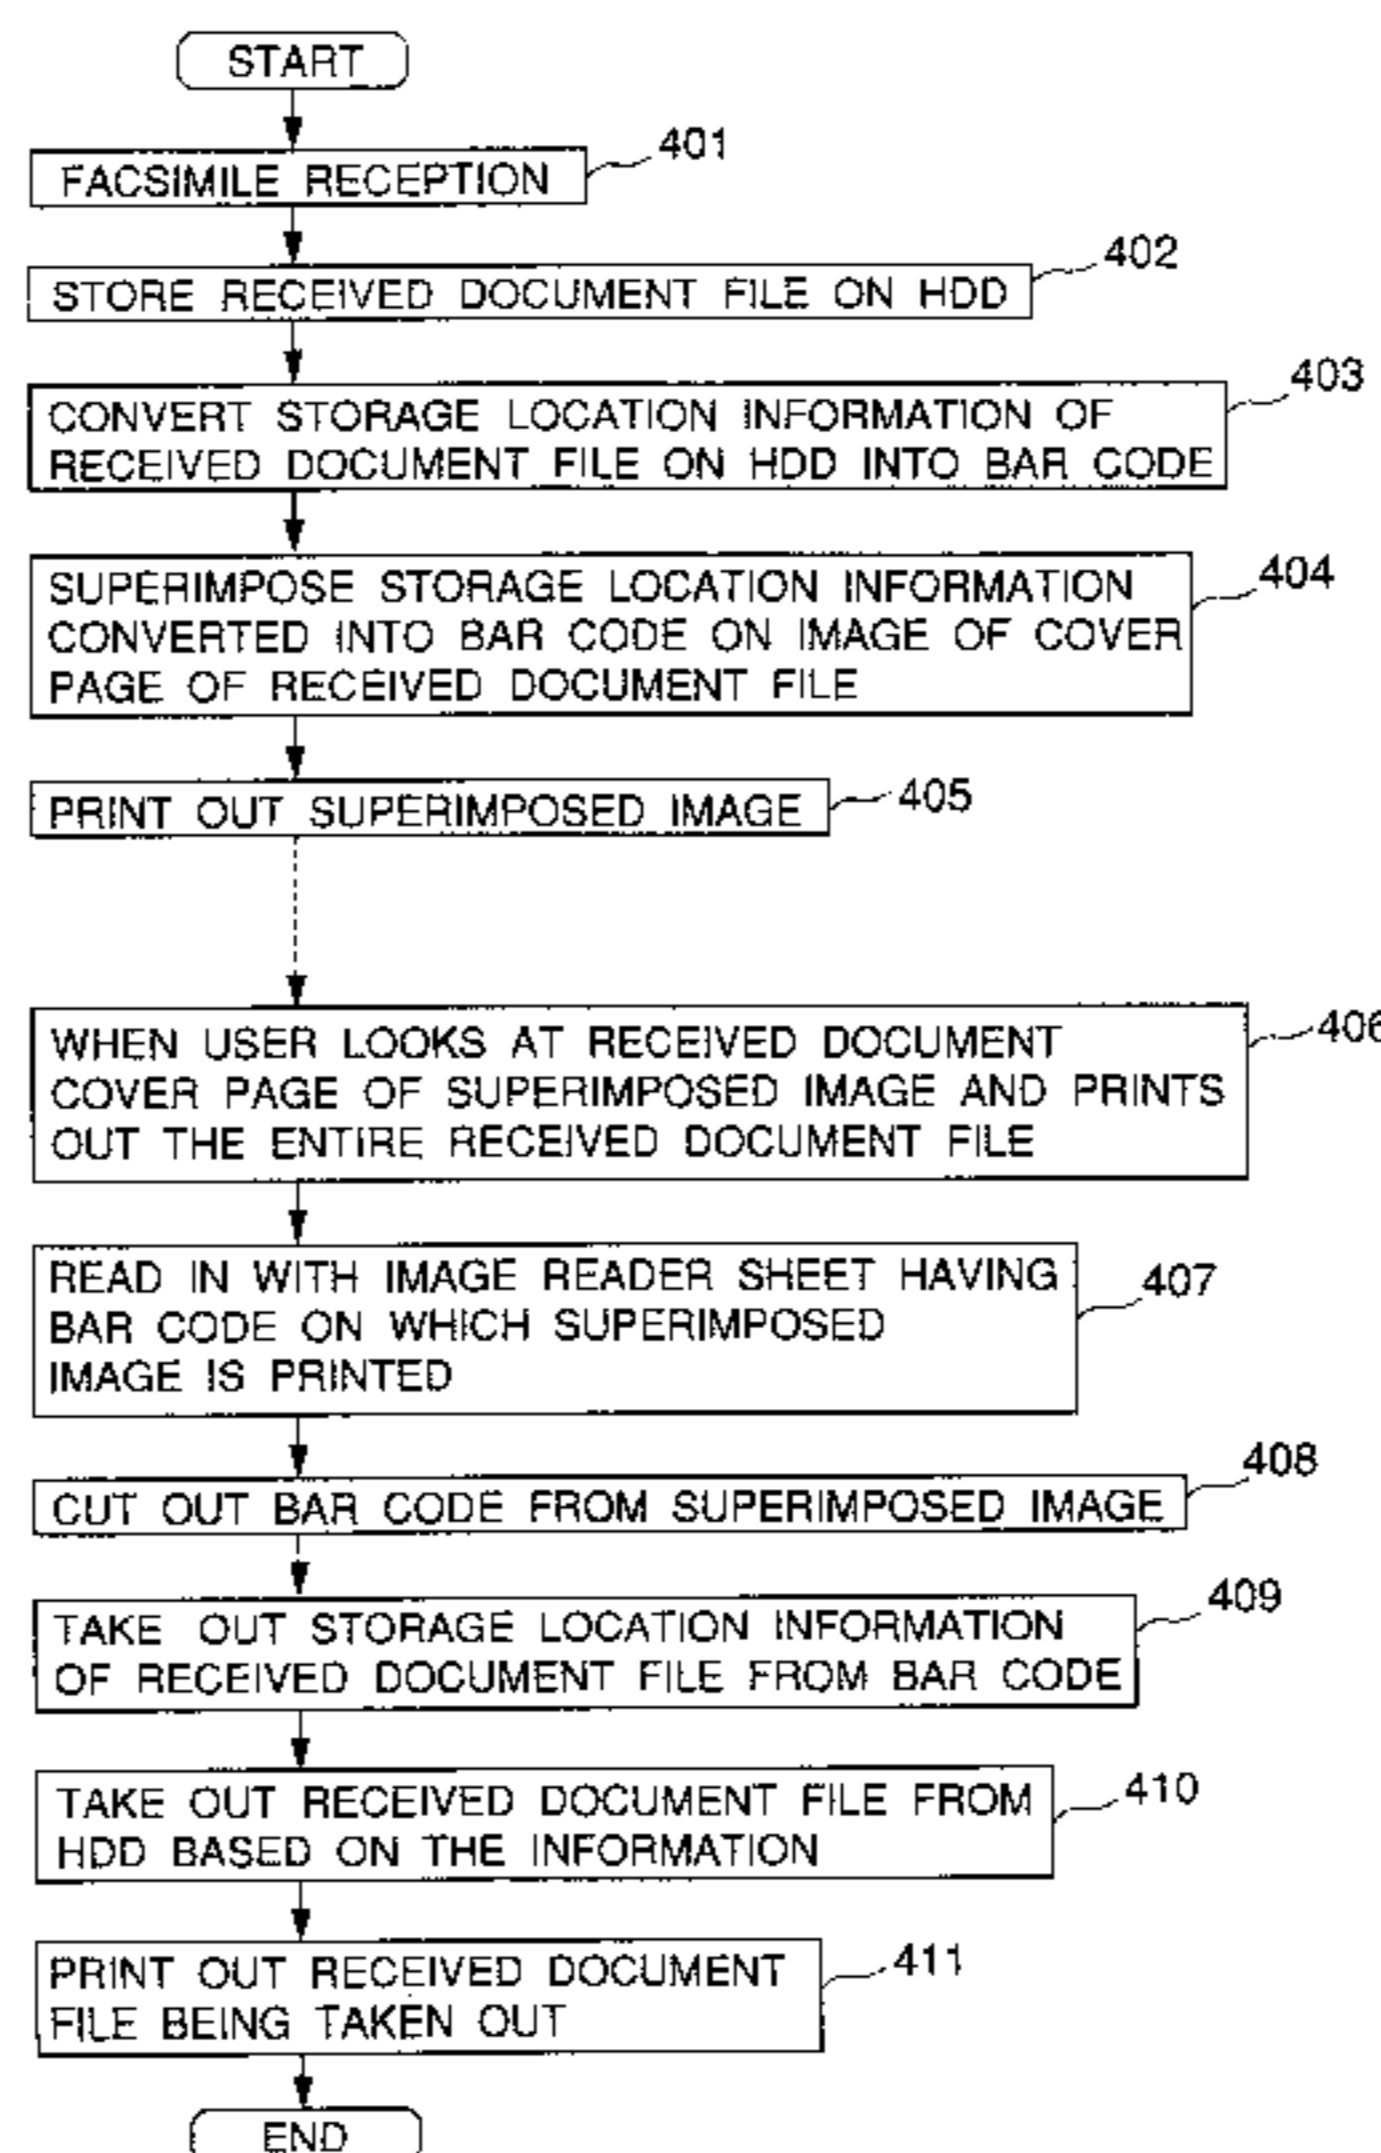 START
FACSIMILE RECEPTION
401
STORE RECEIVED DOCUMENT FILE ON HDD
402
CONVERT STORAGE LOCATION INFORMATION OF
RECEIVED DOCUMENT FILE ON HDD INTO BAR CODE
403
SUPERIMPOSE STORAGE LOCATION INFORMATION
CONVERTED INTO BAR CODE ON IMAGE OF COVER
PAGE OF RECEIVED DOCUMENT FILE
404
PRINT OUT SUPERIMPOSED IMAGE
405
WHEN USER LOOKS AT RECEIVED DOCUMENT
COVER PAGE OF SUPERIMPOSED IMAGE AND PRINTS
OUT THE ENTIRE RECEIVED DOCUMENT FILE
406
READ IN WITH IMAGE READER SHEET HAVING
BAR CODE ON WHICH SUPERIMPOSED
IMAGE IS PRINTED
407
CUT OUT BAR CODE FROM SUPERIMPOSED IMAGE
408
TAKE OUT STORAGE LOCATION INFORMATION
OF RECEIVED DOCUMENT FILE FROM BAR CODE
409
TAKE OUT RECEIVED DOCUMENT FILE FROM
HDD BASED ON THE INFORMATION
410
PRINT OUT RECEIVED DOCUMENT
FILE BEING TAKEN OUT
411
END